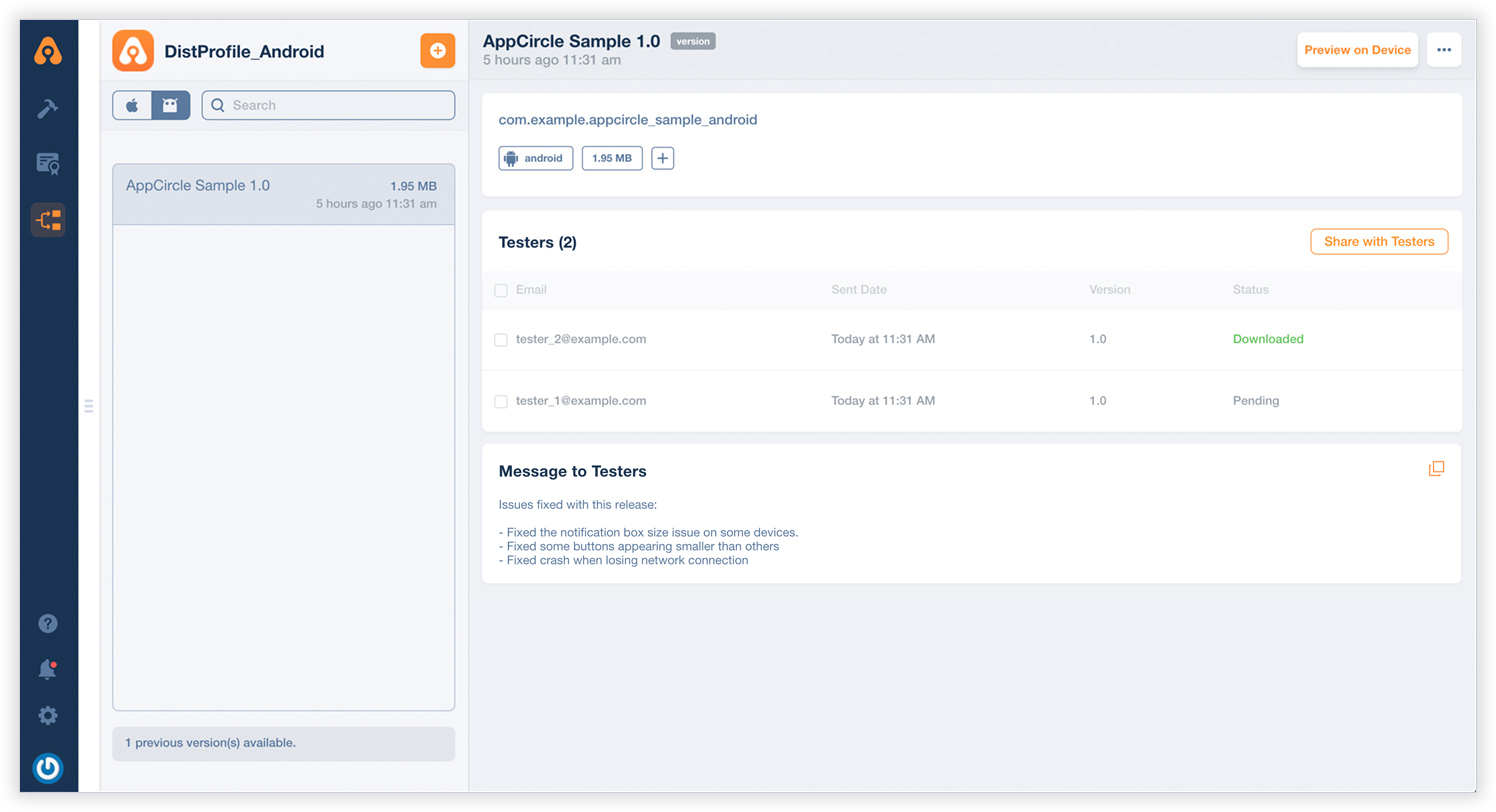 DistProfile_Android
Search
AppCircle Sample 1.0
1.95 MB
5 hours ago 11:31 am
1 previous version(s) available.
AppCircle Sample 1.0 version
5 hours ago 11:31 am
Preview on Device
com.example.appcircle_sample_android
android 1.95 MB
Testers (2)
Share with Testers
Email Sent Date Version Status
tester_2@example.com Today at 11:31 AM 1.0 Downloaded
tester_1@example.com Today at 11:31 AM 1.0 Pending
Message to Testers
Issues fixed with this release:
- Fixed the notification box size issue on some devices.
- Fixed some buttons appearing smaller than others
- Fixed crash when losing network connection